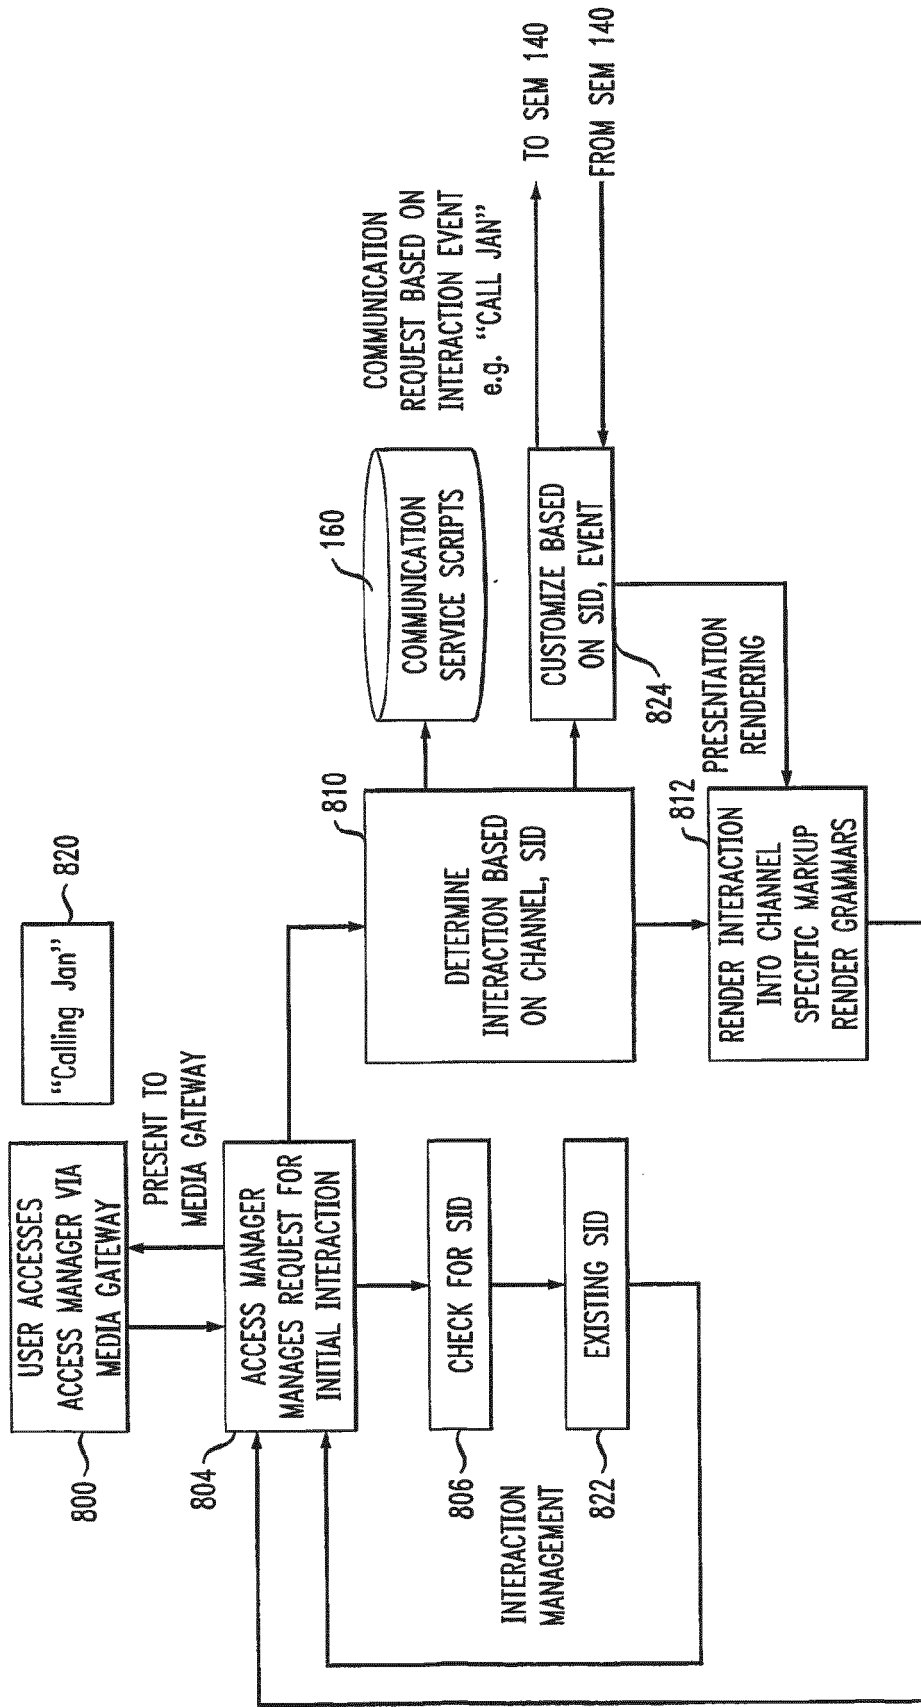 USER ACCESSES
ACCESS MANAGER VIA
MEDIA GATEWAY
800
"Calling Jan"
820
PRESENT TO
MEDIA GATEWAY
ACCESS MANAGER
MANAGES REQUEST FOR
INITIAL INTERACTION
804
CHECK FOR SID
806
INTERACTION
MANAGEMENT
EXISTING SID
822
DETERMINE
INTERACTION BASED
ON CHANNEL, SID
810
COMMUNICATION
SERVICE SCRIPTS
160
COMMUNICATION
REQUEST BASED ON
INTERACTION EVENT
e.g. "CALL JAN"
CUSTOMIZE BASED
ON SID, EVENT
824
TO SEM 140
FROM SEM 140
PRESENTATION
RENDERING
812
RENDER INTERACTION
INTO CHANNEL
SPECIFIC MARKUP
RENDER GRAMMARS